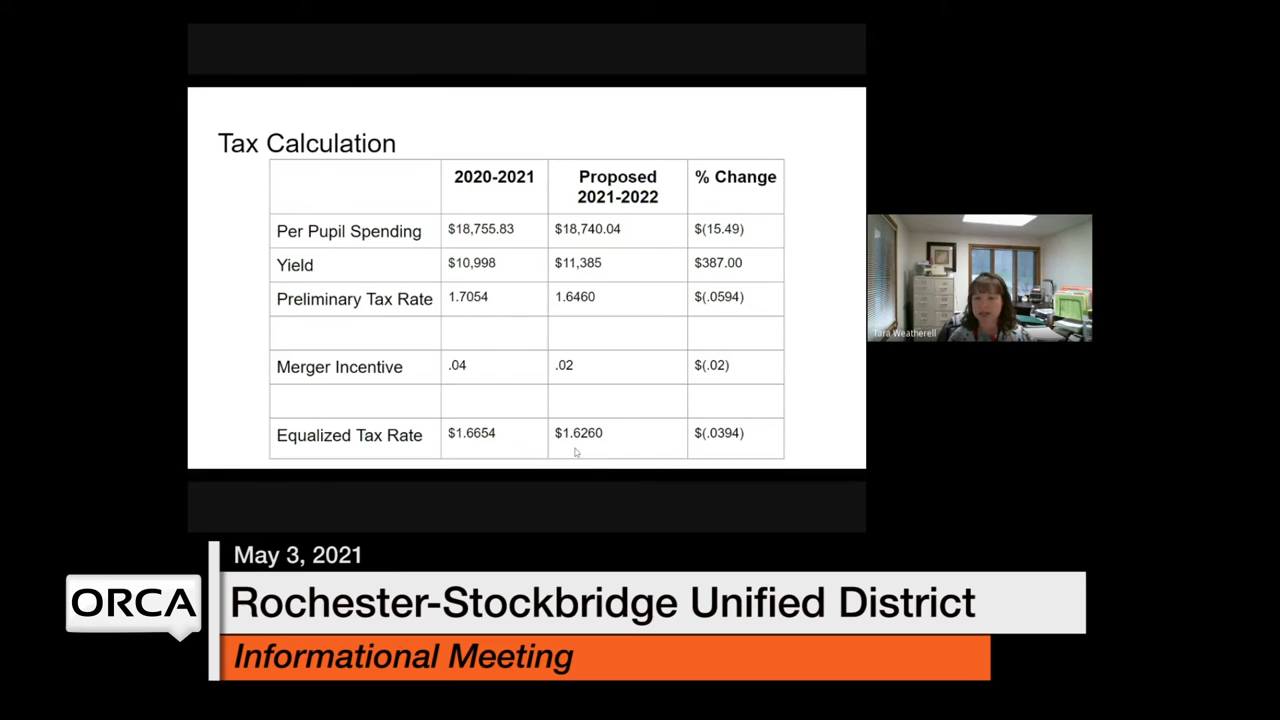 Tax Calculation
2020-2021 Proposed 2021-2022 % Change
Per Pupil Spending $18,755.83 $18,740.04 $(15.49)
Yield $10,998 $11,385 $387.00
Preliminary Tax Rate 1.7054 1.6460 $(.0594)
Merger Incentive .04 .02 $(.02)
Equalized Tax Rate $1.6654 $1.6260 $(.0394)
Tara Weatherell
May 3, 2021
ORCA
Rochester-Stockbridge Unified District
Informational Meeting